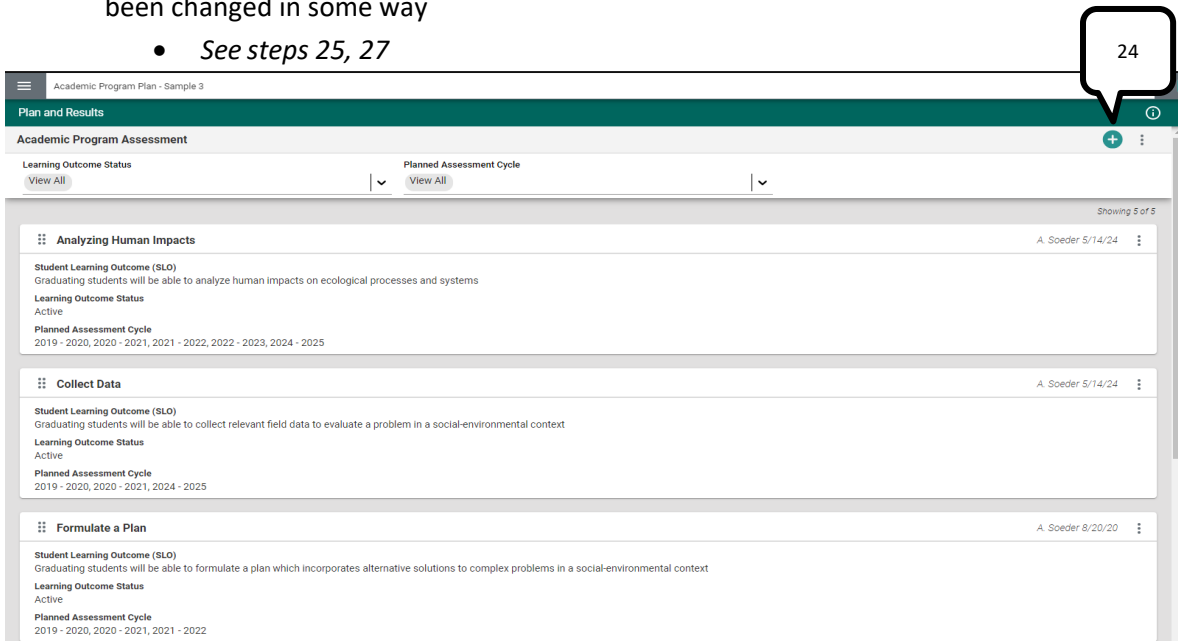 been changed in some way
• See steps 25, 27
24
Academic Program Plan - Sample 3
Plan and Results
Academic Program Assessment
Learning Outcome Status
Planned Assessment Cycle
View All
View All
Showing 5 of 5
Analyzing Human Impacts
A. Soeder 5/14/24
Student Learning Outcome (SLO)
Graduating students will be able to analyze human impacts on ecological processes and systems
Learning Outcome Status
Active
Planned Assessment Cycle
2019 - 2020, 2020 - 2021, 2021 - 2022, 2022 - 2023, 2024 - 2025
Collect Data
A. Soeder 5/14/24
Student Learning Outcome (SLO)
Graduating students will be able to collect relevant field data to evaluate a problem in a social-environmental context
Learning Outcome Status
Active
Planned Assessment Cycle
2019 - 2020, 2020 - 2021, 2024 - 2025
Formulate a Plan
A. Soeder 8/20/20
Student Learning Outcome (SLO)
Graduating students will be able to formulate a plan which incorporates alternative solutions to complex problems in a social-environmental context
Learning Outcome Status
Active
Planned Assessment Cycle
2019 - 2020, 2020 - 2021, 2021 - 2022